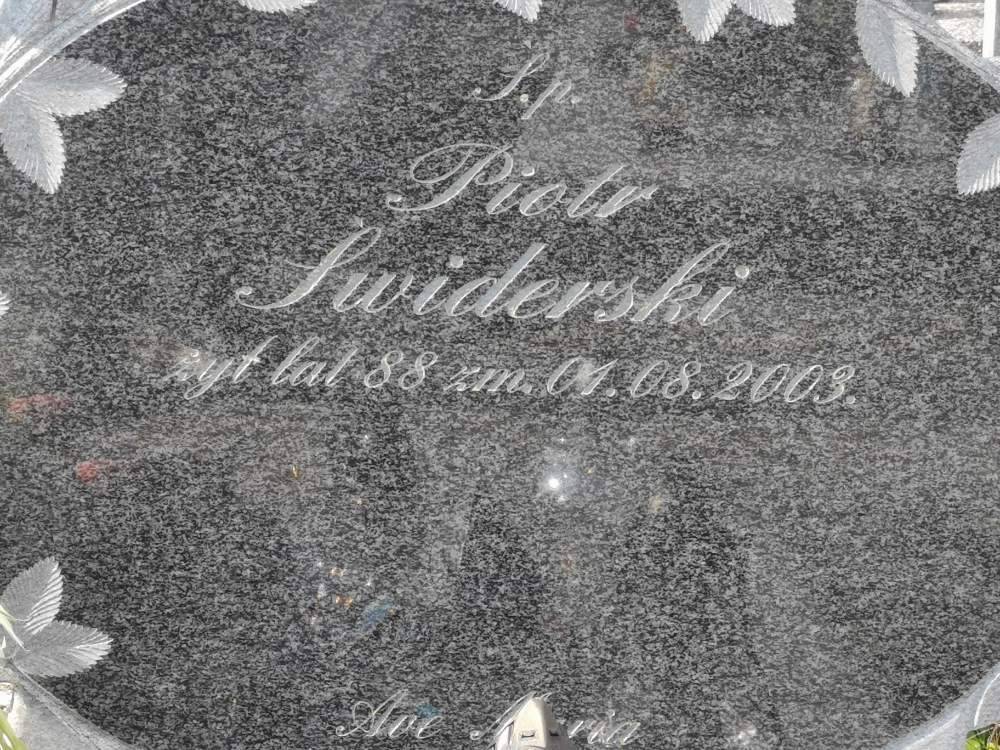 Ś.p.
Piotr
Świderski
żył lat 88 zm. 01.08.2003.
Ave Maria